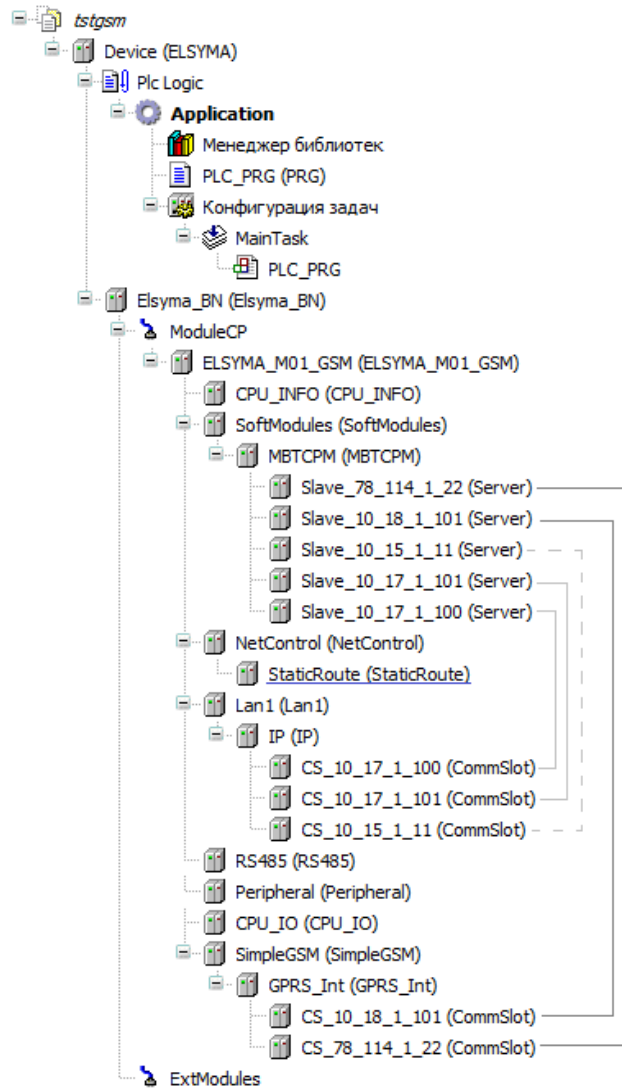 tstgsm
Device (ELSYMA)
Plc Logic
Application
Менеджер библиотек
PLC_PRG (PRG)
Конфигурация задач
MainTask
PLC_PRG
Elsyma_BN (Elsyma_BN)
ModuleCP
ELSYMA_M01_GSM (ELSYMA_M01_GSM)
CPU_INFO (CPU_INFO)
SoftModules (SoftModules)
MBTCPM (MBTCPM)
Slave_78_114_1_22 (Server)
Slave_10_18_1_101 (Server)
Slave_10_15_1_11 (Server)
Slave_10_17_1_101 (Server)
Slave_10_17_1_100 (Server)
NetControl (NetControl)
StaticRoute (StaticRoute)
Lan1 (Lan1)
IP (IP)
CS_10_17_1_100 (CommSlot)
CS_10_17_1_101 (CommSlot)
CS_10_15_1_11 (CommSlot)
RS485 (RS485)
Peripheral (Peripheral)
CPU_IO (CPU_IO)
SimpleGSM (SimpleGSM)
GPRS_Int (GPRS_Int)
CS_10_18_1_101 (CommSlot)
CS_78_114_1_22 (CommSlot)
ExtModules